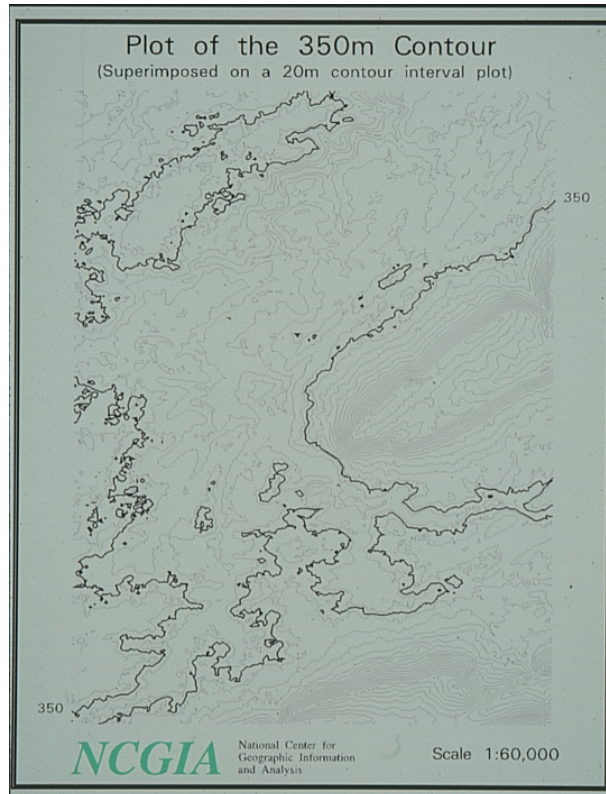 Plot of the 350m Contour
(Superimposed on a 20m contour interval plot)
350
350
NCGIA
National Center for
Geographic Information
and Analysis
Scale 1:60,000